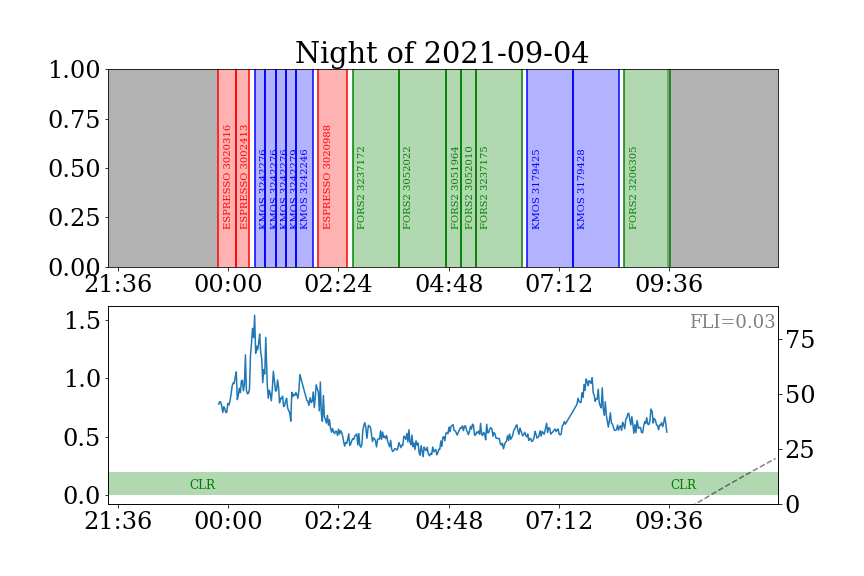 Night of 2021-09-04
1.00
0.75
0.50
0.25
0.00
ESPRESSO 3020316
ESPRESSO 3002413
KMOS 3242276
KMOS 3242276
KMOS 3242276
KMOS 3242279
KMOS 3242246
ESPRESSO 3020988
FORS2 3237172
FORS2 3052022
FORS2 3051964
FORS2 3052010
FORS2 3237175
KMOS 3179425
KMOS 3179428
FORS2 3206305
21:36 00:00 02:24 04:48 07:12 09:36
FLI=0.03
1.5
1.0
0.5
0.0
75
50
25
0
CLR CLR
21:36 00:00 02:24 04:48 07:12 09:36